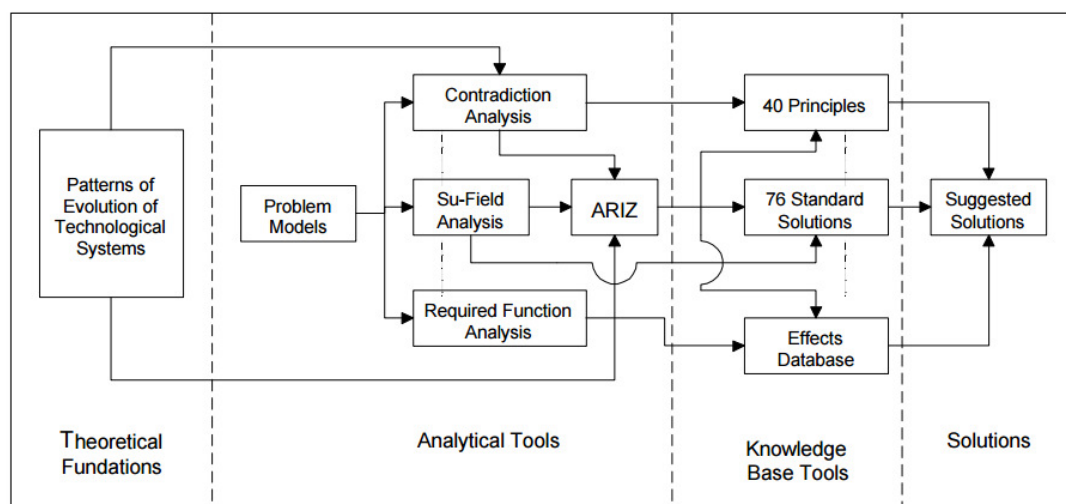 Contradiction
Analysis
40 Principles
Patterns of
Evolution of
Technological
Systems
Problem
Models
Su-Field
Analysis
ARIZ
76 Standard
Solutions
Suggested
Solutions
Required Function
Analysis
Effects
Database
Theoretical
Fundations
Analytical Tools
Knowledge
Base Tools
Solutions